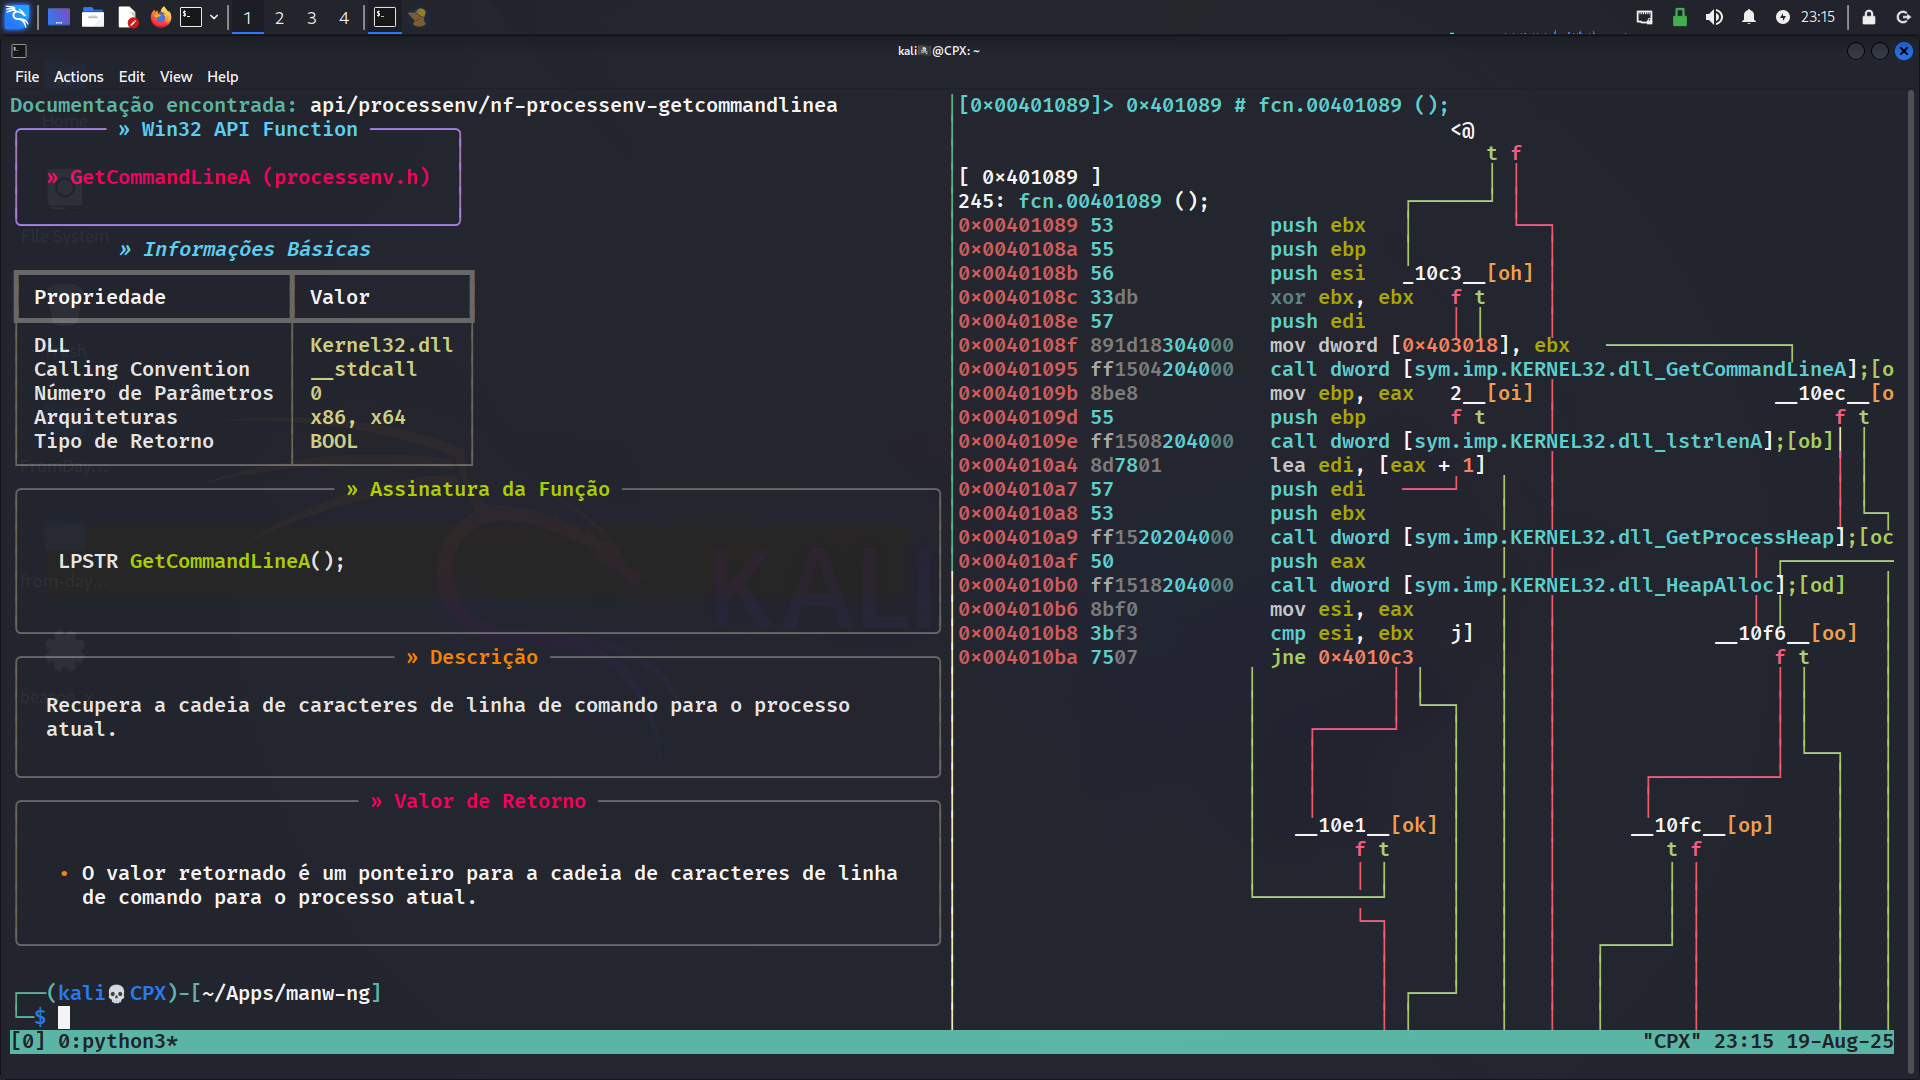 1 2 3 4 23:15
kali💀@CPX: ~
File Actions Edit View Help
Documentação encontrada: api/processenv/nf-processenv-getcommandlinea
» Win32 API Function
» GetCommandLineA (processenv.h)
» Informações Básicas
Propriedade Valor
DLL Kernel32.dll
Calling Convention __stdcall
Número de Parâmetros 0
Arquiteturas x86, x64
Tipo de Retorno BOOL
» Assinatura da Função
LPSTR GetCommandLineA();
» Descrição
Recupera a cadeia de caracteres de linha de comando para o processo
atual.
» Valor de Retorno
• O valor retornado é um ponteiro para a cadeia de caracteres de linha
de comando para o processo atual.
(kali💀CPX)-[~/Apps/manw-ng]
$
[0x00401089]> 0x401089 # fcn.00401089 ();
<@
t f
[ 0x401089 ]
245: fcn.00401089 ();
0x00401089 53 push ebx
0x0040108a 55 push ebp
0x0040108b 56 push esi _10c3__[oh]
0x0040108c 33db xor ebx, ebx f t
0x0040108e 57 push edi
0x0040108f 891d18304000 mov dword [0x403018], ebx
0x00401095 ff1504204000 call dword [sym.imp.KERNEL32.dll_GetCommandLineA];[o
0x0040109b 8be8 mov ebp, eax 2__[oi] __10ec__[o
0x0040109d 55 push ebp f t f t
0x0040109e ff1508204000 call dword [sym.imp.KERNEL32.dll_lstrlenA];[ob]
0x004010a4 8d7801 lea edi, [eax + 1]
0x004010a7 57 push edi
0x004010a8 53 push ebx
0x004010a9 ff1520204000 call dword [sym.imp.KERNEL32.dll_GetProcessHeap];[oc
0x004010af 50 push eax
0x004010b0 ff1518204000 call dword [sym.imp.KERNEL32.dll_HeapAlloc];[od]
0x004010b6 8bf0 mov esi, eax
0x004010b8 3bf3 cmp esi, ebx j] __10f6__[oo]
0x004010ba 7507 jne 0x4010c3 f t
__10e1__[ok] __10fc__[op]
f t t f
[0] 0:python3* "CPX" 23:15 19-Aug-25
Home
File System
from-day...
KALI